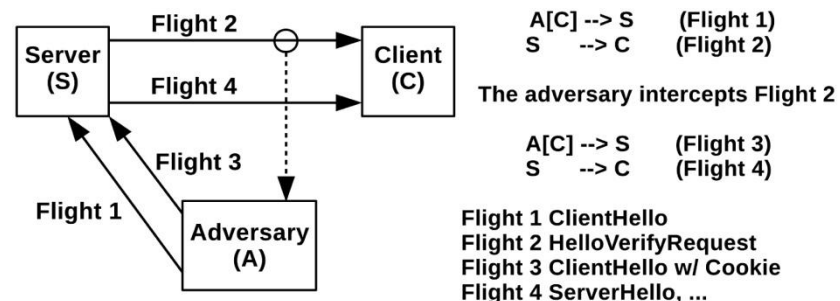 Flight 2
Server
(S)
Client
(C)
Flight 4
Flight 3
Flight 1
Adversary
(A)
A[C] --> S (Flight 1)
S --> C (Flight 2)
The adversary intercepts Flight 2
A[C] --> S (Flight 3)
S --> C (Flight 4)
Flight 1 ClientHello
Flight 2 HelloVerifyRequest
Flight 3 ClientHello w/ Cookie
Flight 4 ServerHello, ...